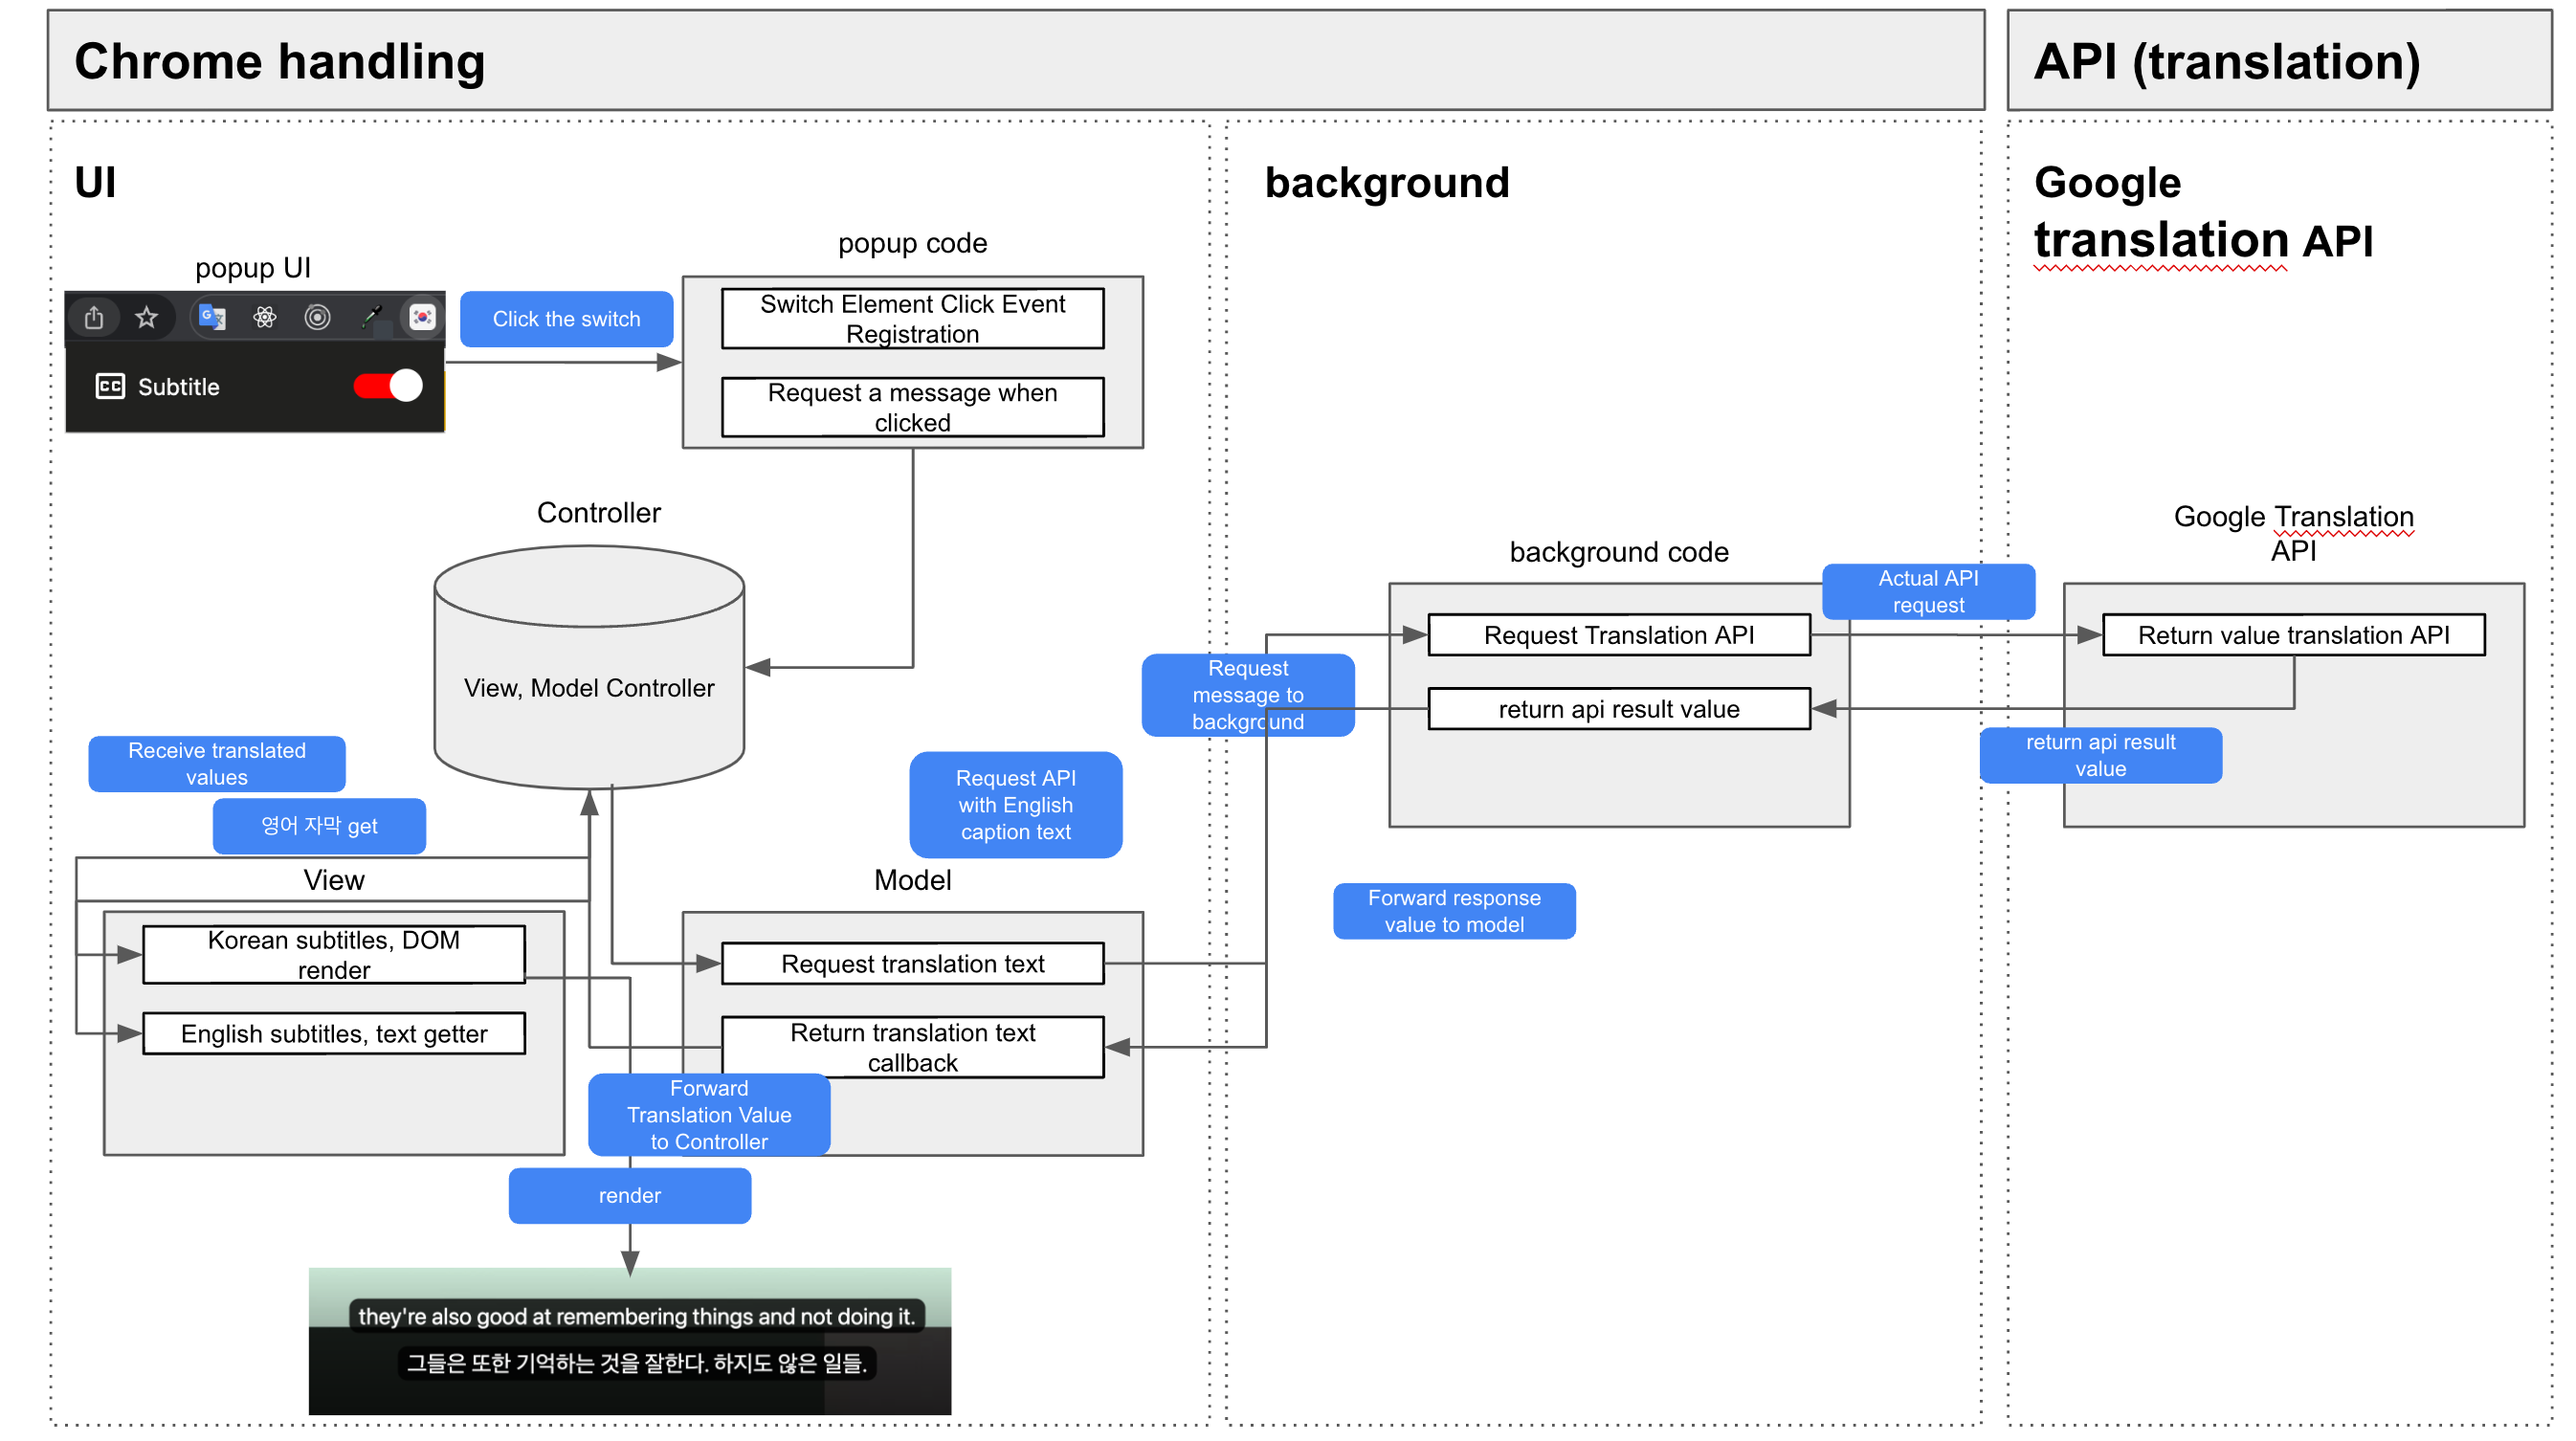 Chrome handling
API (translation)
UI
background
Google
translation API
popup UI
popup code
Click the switch
Switch Element Click Event
Registration
Request a message when
clicked
CC Subtitle
Controller
View, Model Controller
background code
Google Translation
API
Actual API
request
Request Translation API
Return value translation API
Request
message to
background
return api result value
return api result
value
Receive translated
values
영어 자막 get
Request API
with English
caption text
Forward response
value to model
View
Model
Korean subtitles, DOM
render
English subtitles, text getter
Request translation text
Return translation text
callback
Forward
Translation Value
to Controller
render
they're also good at remembering things and not doing it.
그들은 또한 기억하는 것을 잘한다. 하지도 않은 일들.